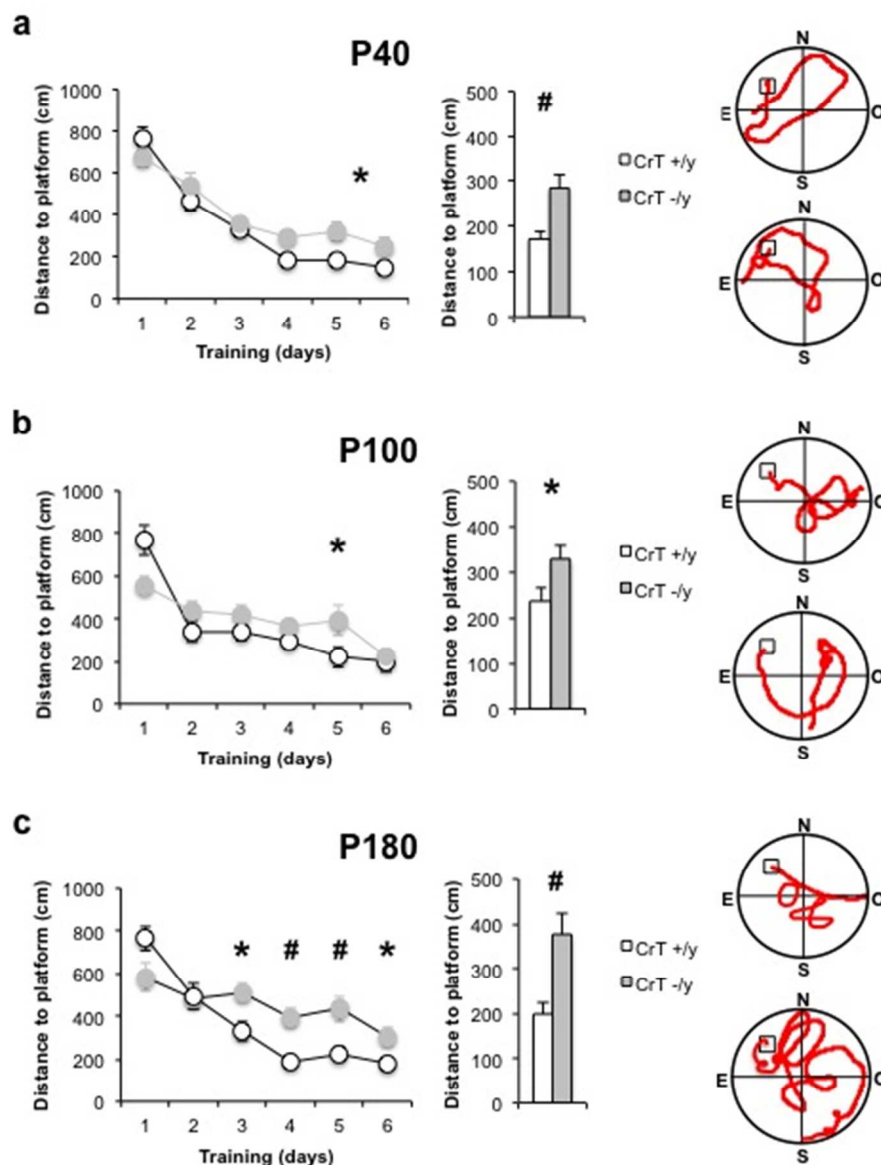 a
P40
Distance to platform (cm)
1000
800
600
400
200
0
*
1 2 3 4 5 6
Training (days)
Distance to platform (cm)
500
400
300
200
100
0
#
CrT +/y
CrT -/y
N
E
O
S
N
E
O
S
b
P100
Distance to platform (cm)
1000
800
600
400
200
0
*
1 2 3 4 5 6
Training (days)
Distance to platform (cm)
500
400
300
200
100
0
*
CrT +/y
CrT -/y
N
E
O
S
N
E
O
S
c
P180
Distance to platform (cm)
1000
800
600
400
200
0
* # # *
1 2 3 4 5 6
Training (days)
Distance to platform (cm)
500
400
300
200
100
0
#
CrT +/y
CrT -/y
N
E
O
S
N
E
O
S